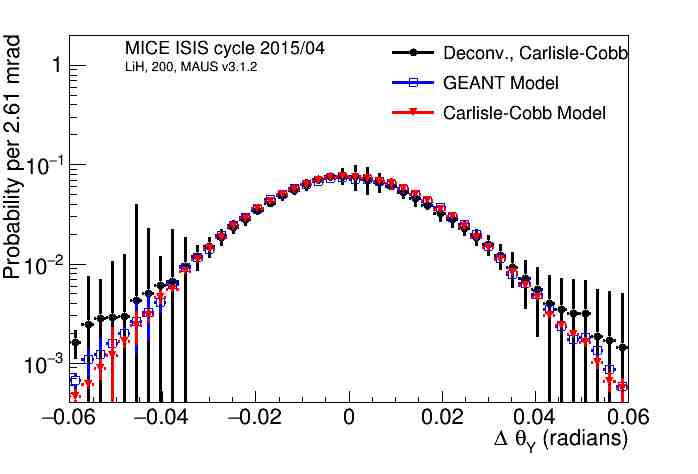 MICE ISIS cycle 2015/04
LiH, 200, MAUS v3.1.2
Deconv., Carlisle-Cobb
GEANT Model
Carlisle-Cobb Model
Probability per 2.61 mrad
1
10⁻¹
10⁻²
10⁻³
−0.06 −0.04 −0.02 0 0.02 0.04 0.06
Δ θ_Y (radians)